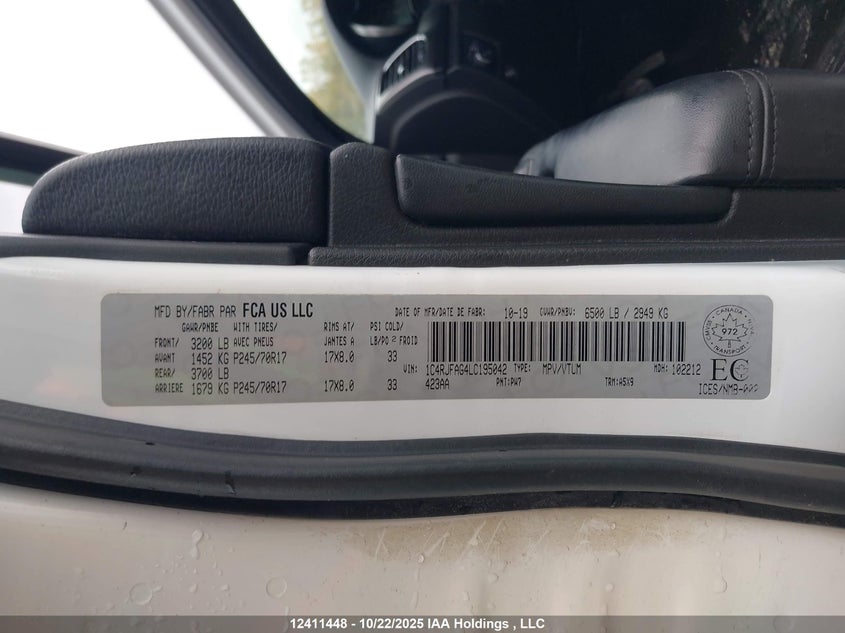 MFD BY/FABR PAR FCA US LLC DATE OF MFR/DATE DE FABR: 10-19 GVWR/PNBV: 6500 LB / 2949 KG
GAWR/PNBE WITH TIRES/ RIMS AT/ PSI COLD/
FRONT/ 3200 LB AVEC PNEUS JANTES A LB/PO 2 FROID
AVANT 1452 KG P245/70R17 17X8.0 33
REAR/ 3700 LB VIN: 1C4RJFAG4LC195042 TYPE: MPV/VTUM MDH: 102212
ARRIERE 1679 KG P245/70R17 17X8.0 33 423AA PNT: PW7 TRM: A5X9
CANADA
972
TRANSPORT
EC
12411448 - 10/22/2025 IAA Holdings , LLC